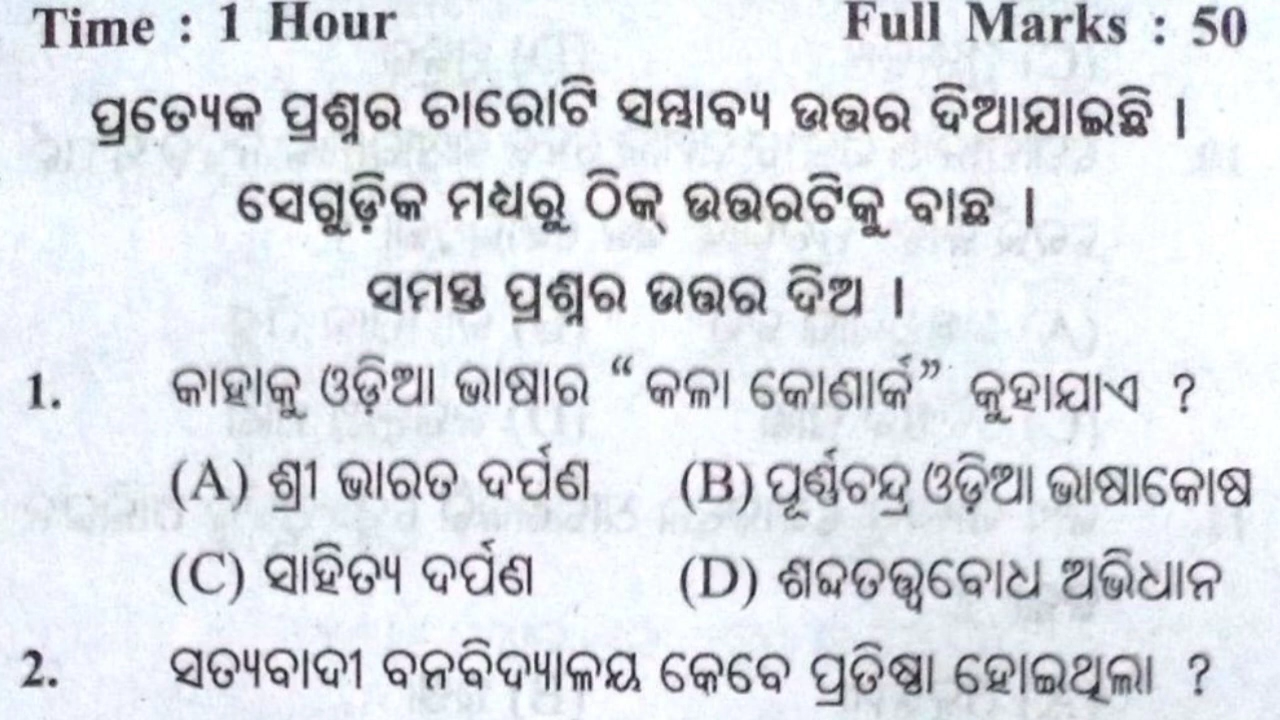 Time : 1 Hour Full Marks : 50
ପ୍ରତ୍ୟେକ ପ୍ରଶ୍ନର ଚାରୋଟି ସମ୍ଭାବ୍ୟ ଉତ୍ତର ଦିଆଯାଇଛି ।
ସେଗୁଡ଼ିକ ମଧ୍ୟରୁ ଠିକ୍ ଉତ୍ତରଟିକୁ ବାଛ ।
ସମସ୍ତ ପ୍ରଶ୍ନର ଉତ୍ତର ଦିଅ ।
1. କାହାକୁ ଓଡ଼ିଆ ଭାଷାର “କଳା କୋଣାର୍କ” କୁହାଯାଏ ?
(A) ଶ୍ରୀ ଭାରତ ଦର୍ପଣ (B) ପୂର୍ଣ୍ଣଚନ୍ଦ୍ର ଓଡ଼ିଆ ଭାଷାକୋଷ
(C) ସାହିତ୍ୟ ଦର୍ପଣ (D) ଶବ୍ଦତତ୍ତ୍ୱବୋଧ ଅଭିଧାନ
2. ସତ୍ୟବାଦୀ ବନବିଦ୍ୟାଳୟ କେବେ ପ୍ରତିଷ୍ଠା ହୋଇଥିଲା ?